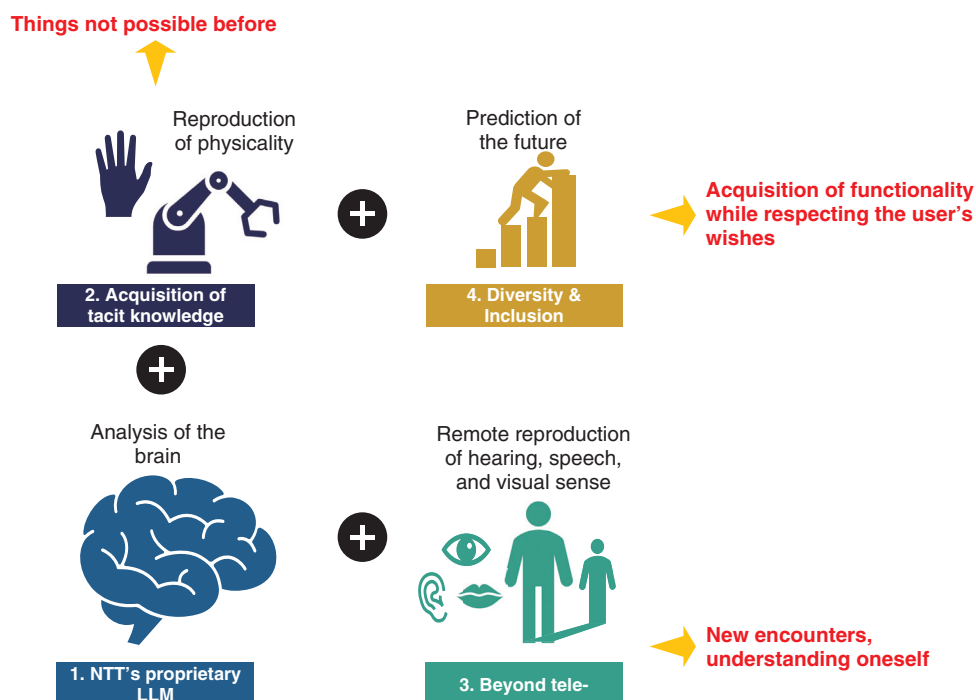 Things not possible before
Reproduction
of physicality
Prediction of
the future
Acquisition of functionality
while respecting the user's
wishes
2. Acquisition of
tacit knowledge
4. Diversity &
Inclusion
Analysis of the
brain
Remote reproduction
of hearing, speech,
and visual sense
New encounters,
understanding oneself
1. NTT's proprietary
LLM
3. Beyond tele-